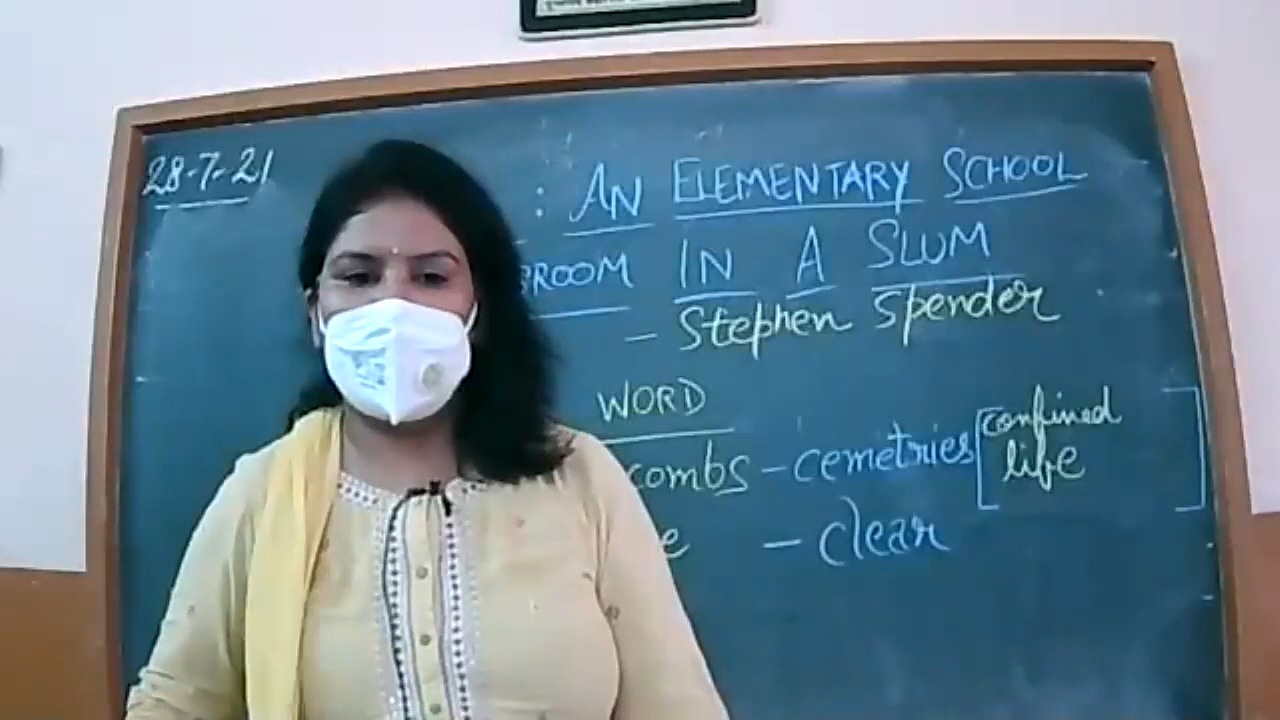 28-7-21
: AN ELEMENTARY SCHOOL
ROOM IN A SLUM
- Stephen Spender
WORD
combs - cemetries [confined life]
e - clear